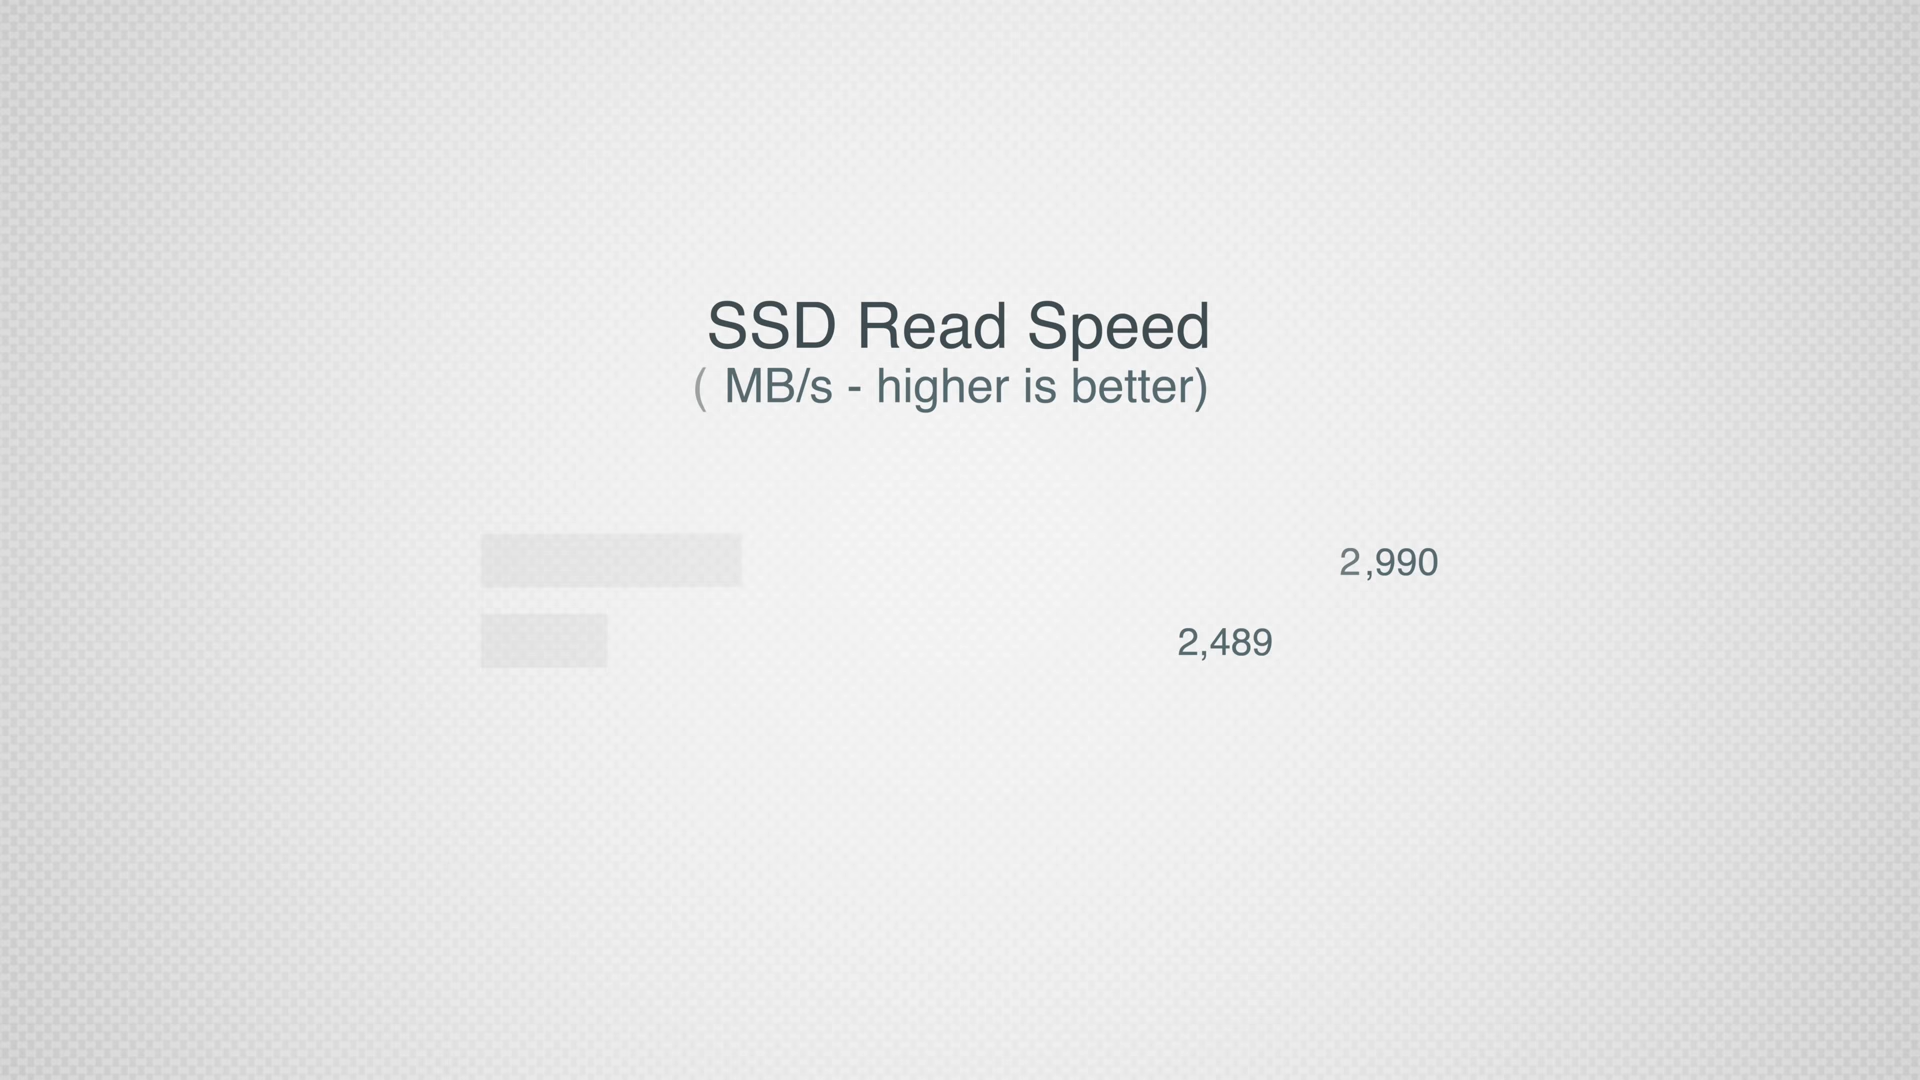 SSD Read Speed
( MB/s - higher is better)
2,990
2,489